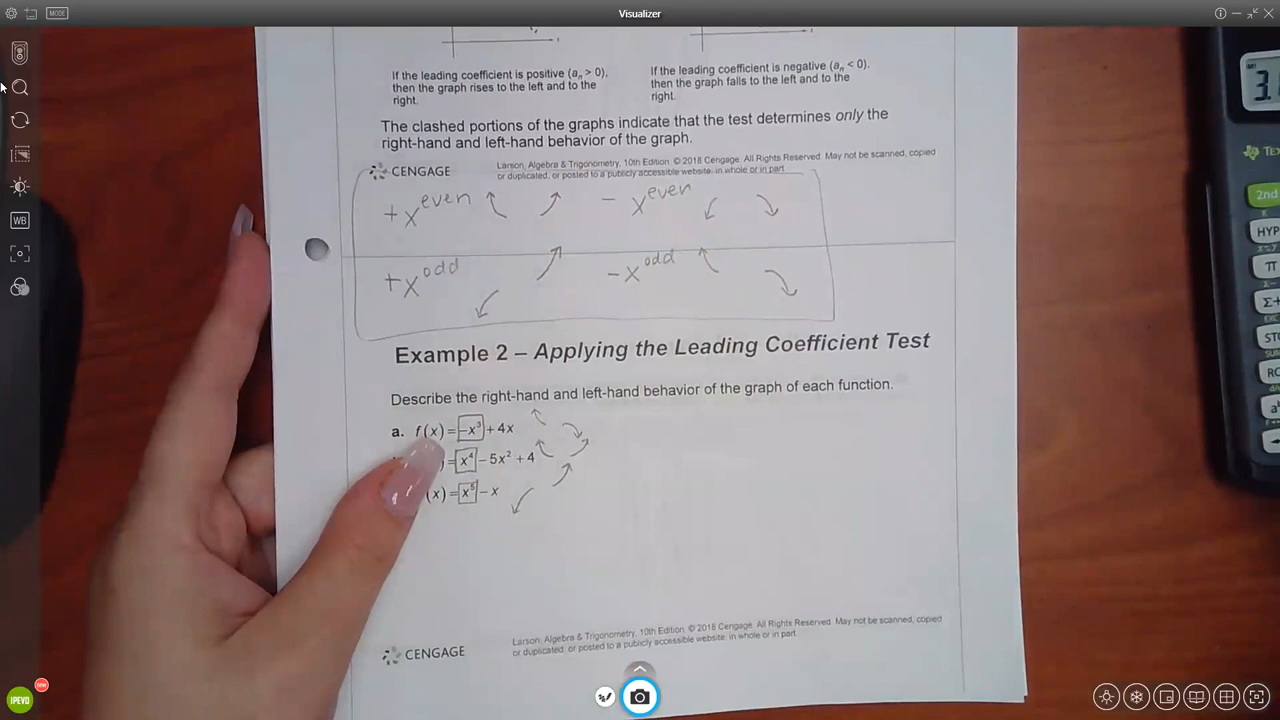 MODE
Visualizer
If the leading coefficient is positive (aₙ > 0),
then the graph rises to the left and to the
right.
If the leading coefficient is negative (aₙ < 0),
then the graph falls to the left and to the
right.
The clashed portions of the graphs indicate that the test determines only the
right-hand and left-hand behavior of the graph.
CENGAGE
Larson, Algebra & Trigonometry, 10th Edition. © 2018 Cengage. All Rights Reserved. May not be scanned, copied
or duplicated, or posted to a publicly accessible website, in whole or in part.
+x^even
-x^even
+x^odd
-x^odd
Example 2 – Applying the Leading Coefficient Test
Describe the right-hand and left-hand behavior of the graph of each function.
a. f(x) = -x³ + 4x
= x⁴ - 5x² + 4
(x) = x⁵ - x
CENGAGE
Larson, Algebra & Trigonometry, 10th Edition. © 2018 Cengage. All Rights Reserved. May not be scanned, copied
or duplicated, or posted to a publicly accessible website, in whole or in part.
WB
IPEVO
new
3.
2nd
HYP
π
Σ+